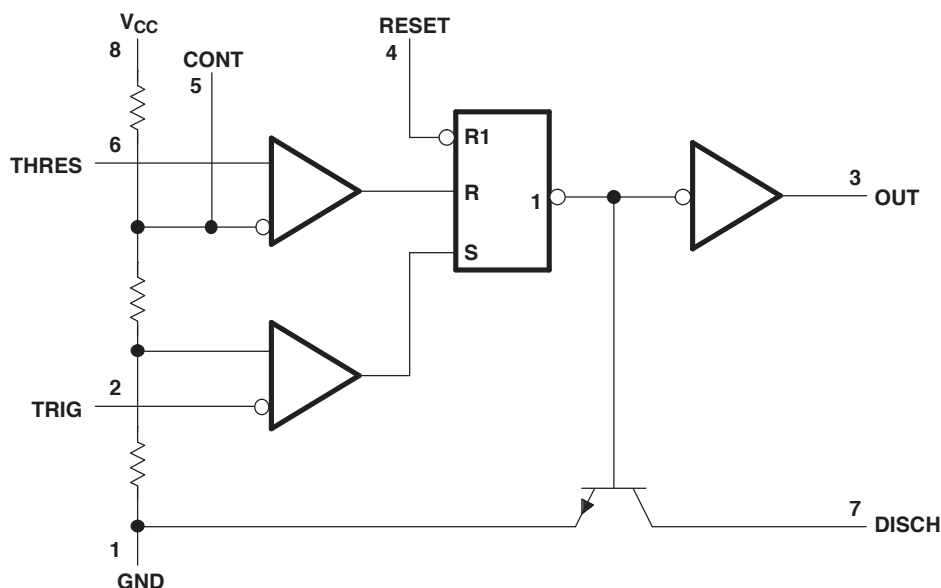 VCC
8
RESET
4
CONT
5
6
THRES
R1
R
1
S
3
OUT
2
TRIG
7
DISCH
1
GND